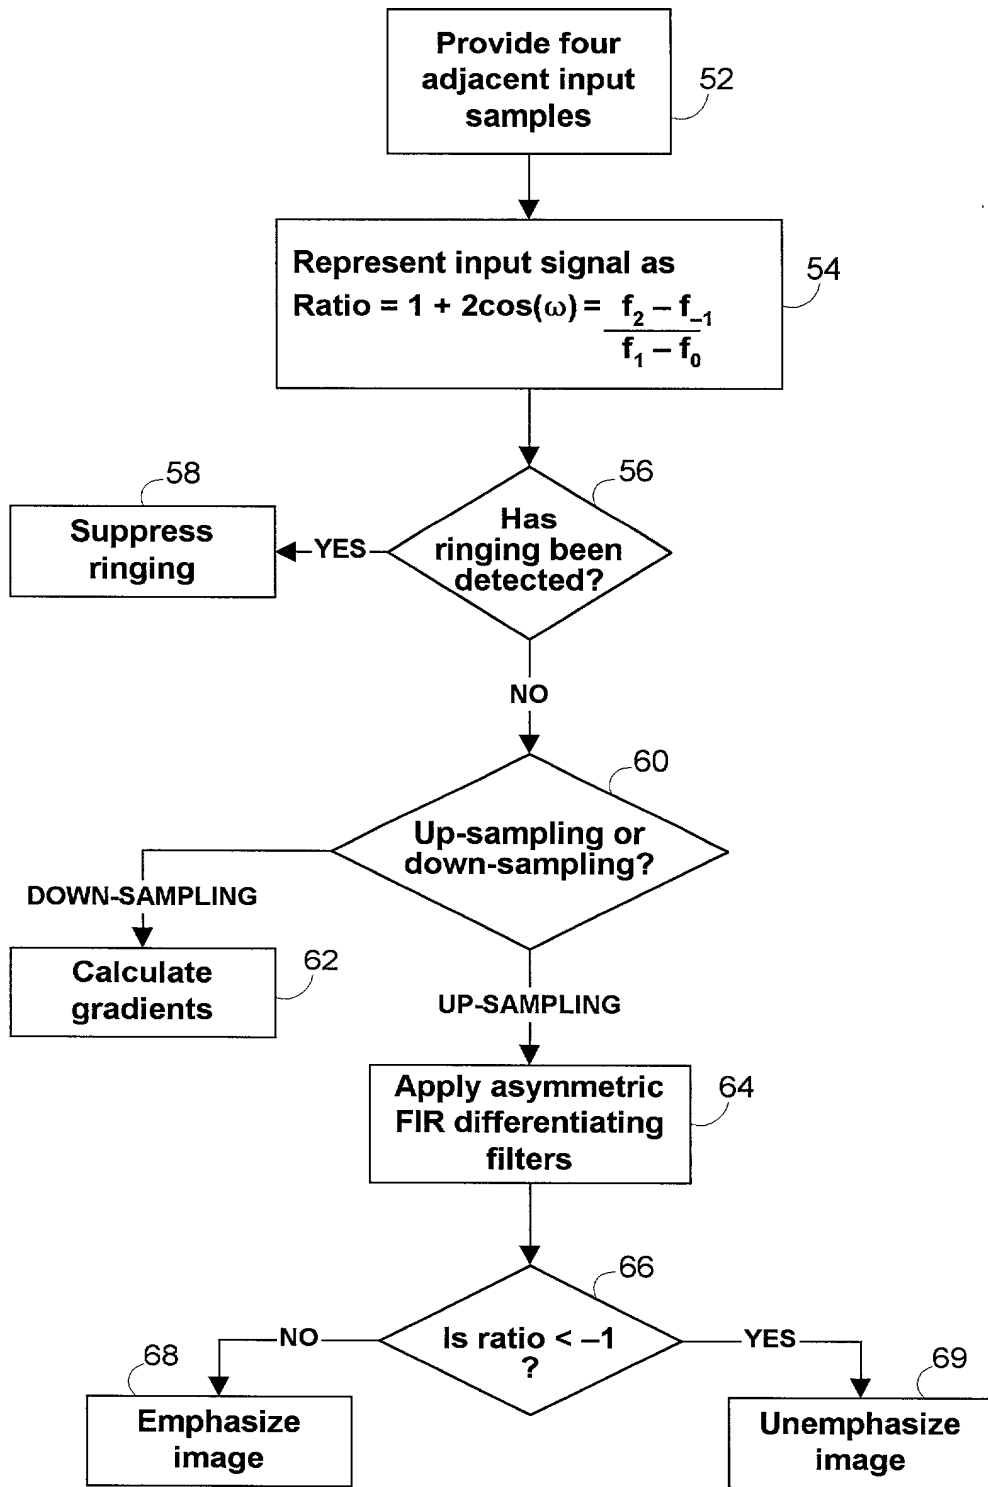 Provide four
adjacent input
samples
52
Represent input signal as
Ratio = 1 + 2cos(ω) = f₂ – f₋₁
f₁ – f₀
54
56
58
Has
ringing been
detected?
YES
Suppress
ringing
NO
60
Up-sampling or
down-sampling?
DOWN-SAMPLING
Calculate
gradients
62
UP-SAMPLING
Apply asymmetric
FIR differentiating
filters
64
66
Is ratio < –1
?
NO
YES
68
Emphasize
image
69
Unemphasize
image